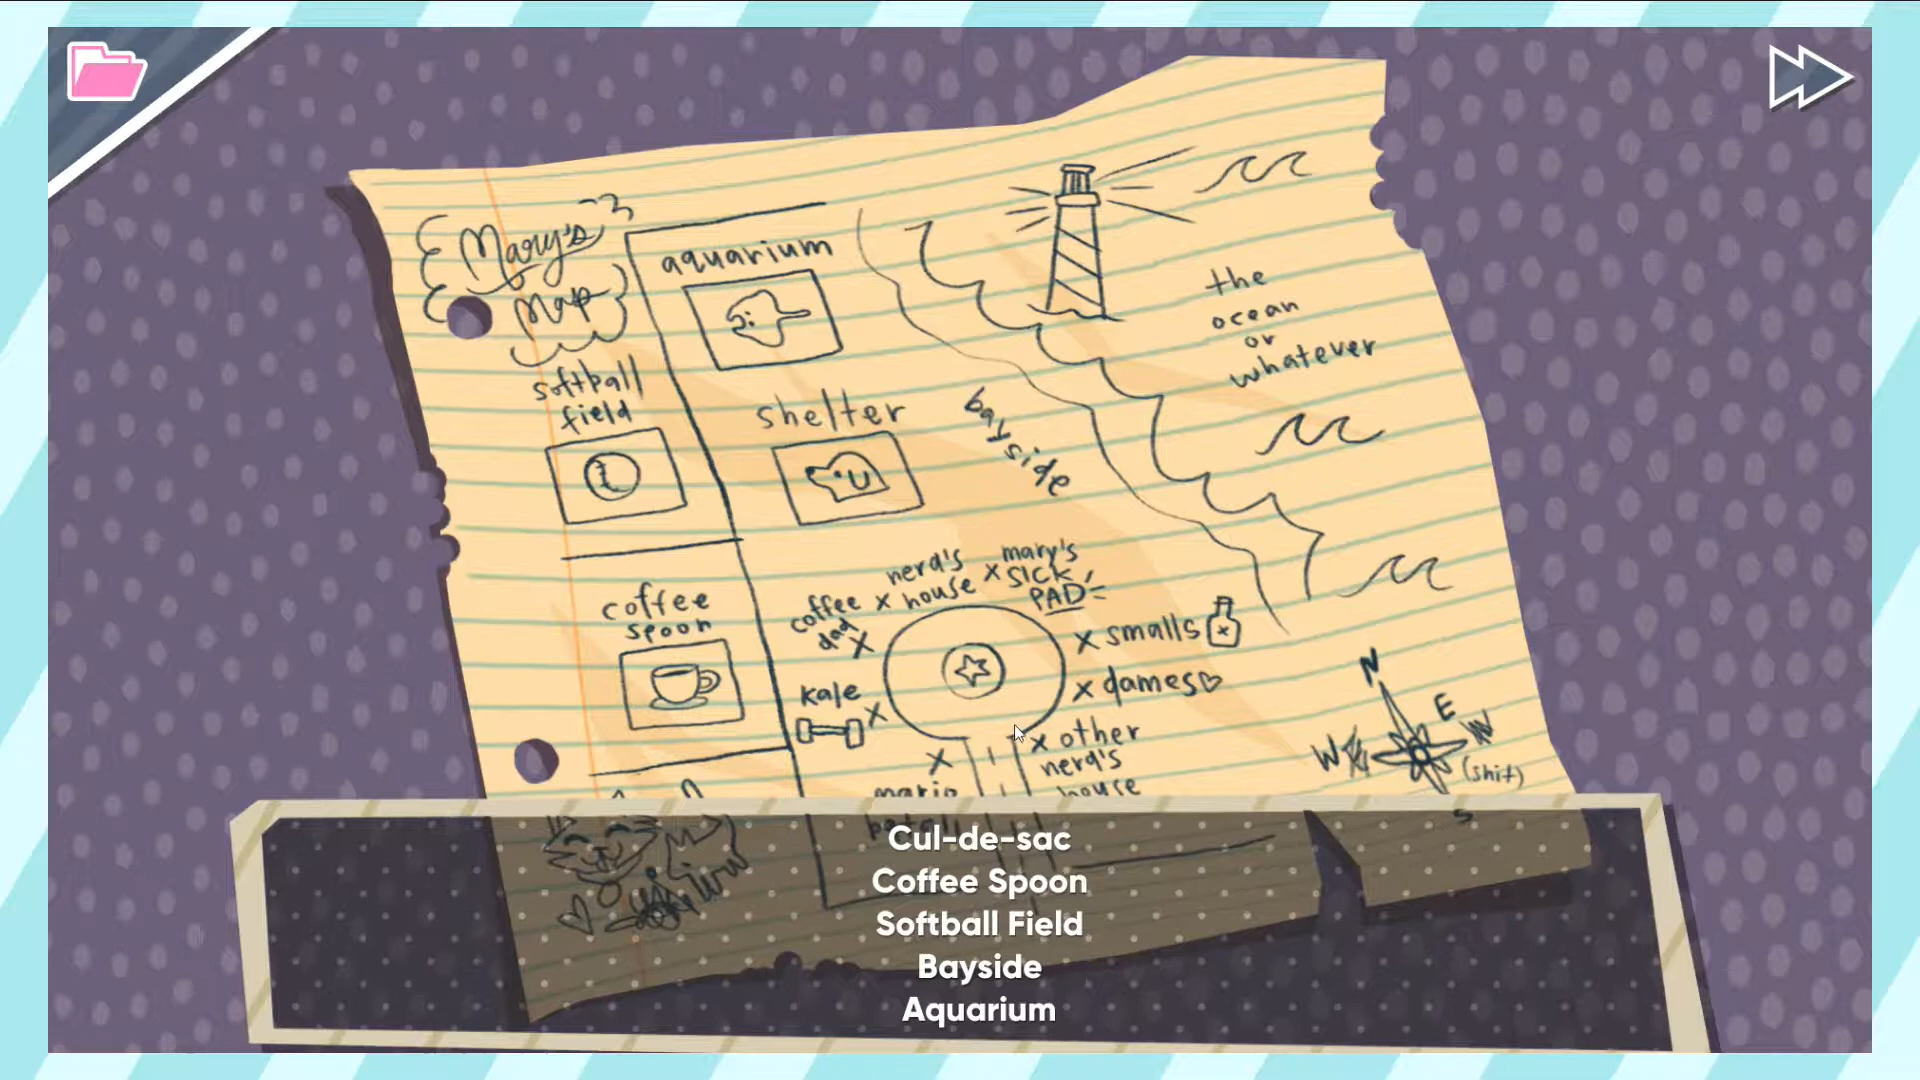 Mary's
Map
aquarium
softball
field
shelter
bayside
the
ocean
or
whatever
coffee
spoon
coffee
dad
x
x nerd's
house
x mary's
SICK
PAD!
x smalls
x dames
kale
x
x
mario
x other
nerd's
house
N
E
W
W
(shit)
S
Cul-de-sac
Coffee Spoon
Softball Field
Bayside
Aquarium